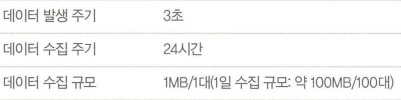 데이터 발생 주기 3초
데이터 수집 주기 24시간
데이터 수집 규모 1MB/1대(1일 수집 규모: 약 100MB/100대)